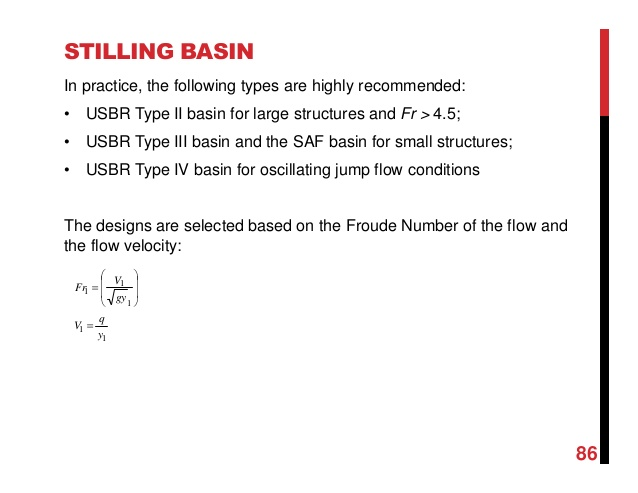 STILLING BASIN
In practice, the following types are highly recommended:
• USBR Type II basin for large structures and Fr > 4.5;
• USBR Type III basin and the SAF basin for small structures;
• USBR Type IV basin for oscillating jump flow conditions
The designs are selected based on the Froude Number of the flow and
the flow velocity:
Fr₁ = (V₁ / √gy₁)
V₁ = q / y₁
86